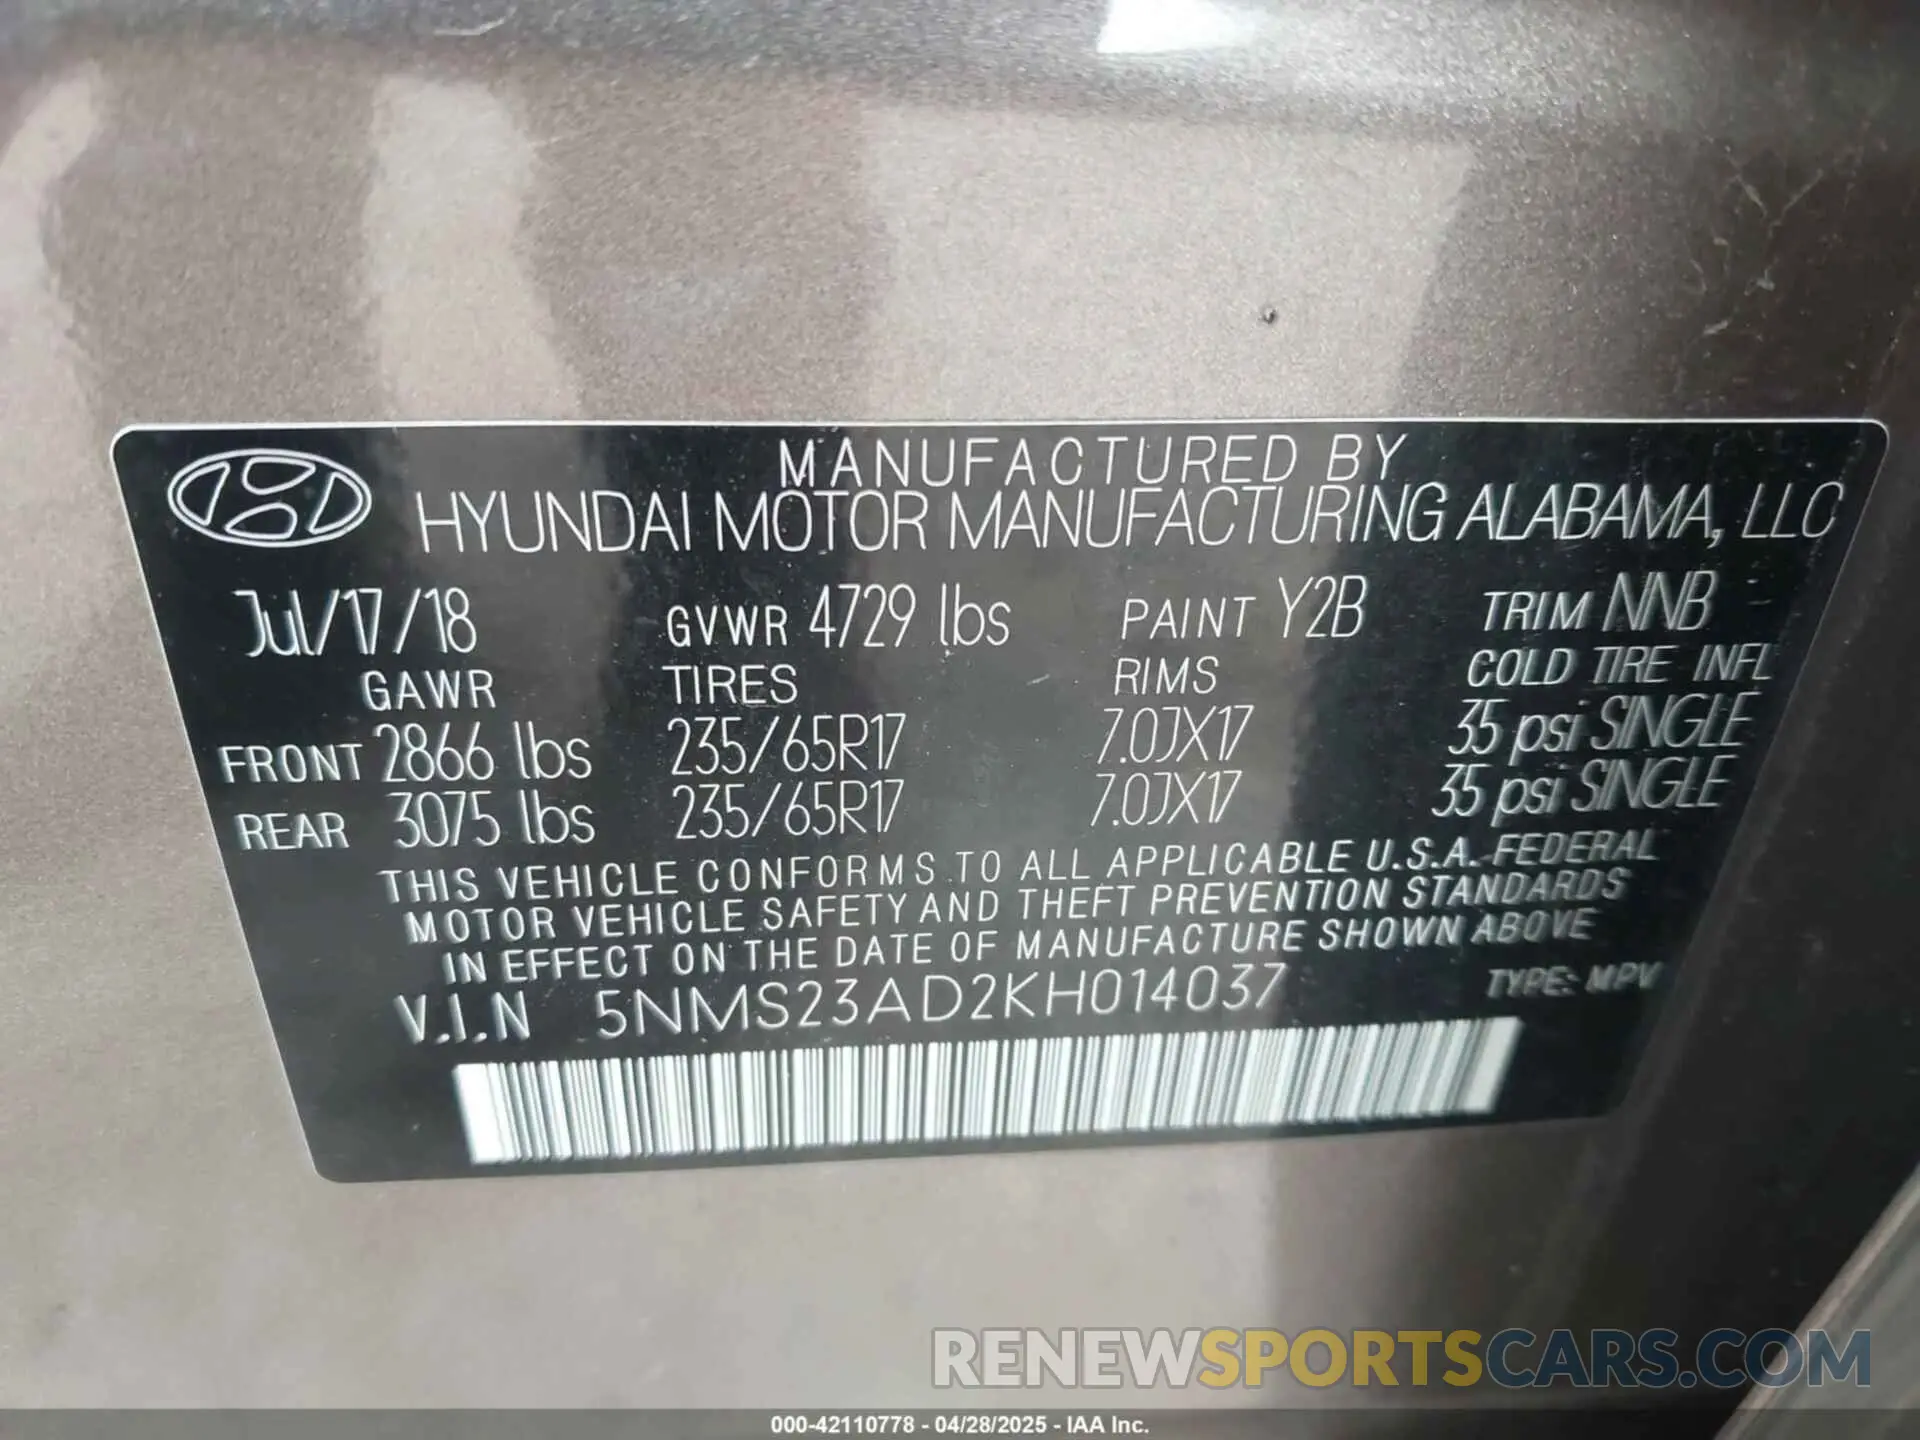 MANUFACTURED BY
HYUNDAI MOTOR MANUFACTURING ALABAMA, LLC
Jul/17/18 GVWR 4729 lbs PAINT Y2B TRIM NNB
GAWR TIRES RIMS COLD TIRE INFL
FRONT 2866 lbs 235/65R17 7.0JX17 35 psi SINGLE
REAR 3075 lbs 235/65R17 7.0JX17 35 psi SINGLE
THIS VEHICLE CONFORMS TO ALL APPLICABLE U.S.A. FEDERAL
MOTOR VEHICLE SAFETY AND THEFT PREVENTION STANDARDS
IN EFFECT ON THE DATE OF MANUFACTURE SHOWN ABOVE
V.I.N 5NMS23AD2KH014037 TYPE: MPV
RENEWSPORTSCARS.COM
000-42110778 - 04/28/2025 - IAA Inc.